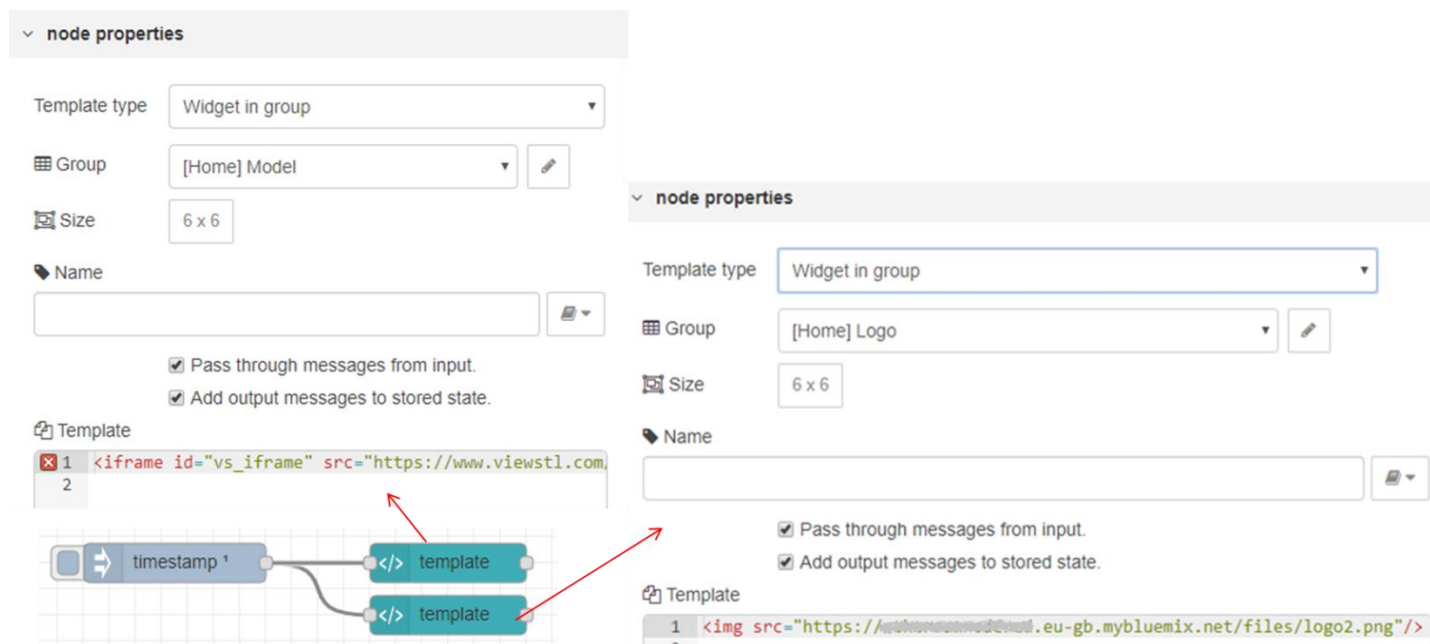 node properties
Template type Widget in group
Group [Home] Model
Size 6 x 6
Name
Pass through messages from input.
Add output messages to stored state.
Template
1 <iframe id="vs_iframe" src="https://www.viewstl.com/
2
timestamp ¹
</> template
</> template
node properties
Template type Widget in group
Group [Home] Logo
Size 6 x 6
Name
Pass through messages from input.
Add output messages to stored state.
Template
1 <img src="https:// .eu-gb.mybluemix.net/files/logo2.png"/>